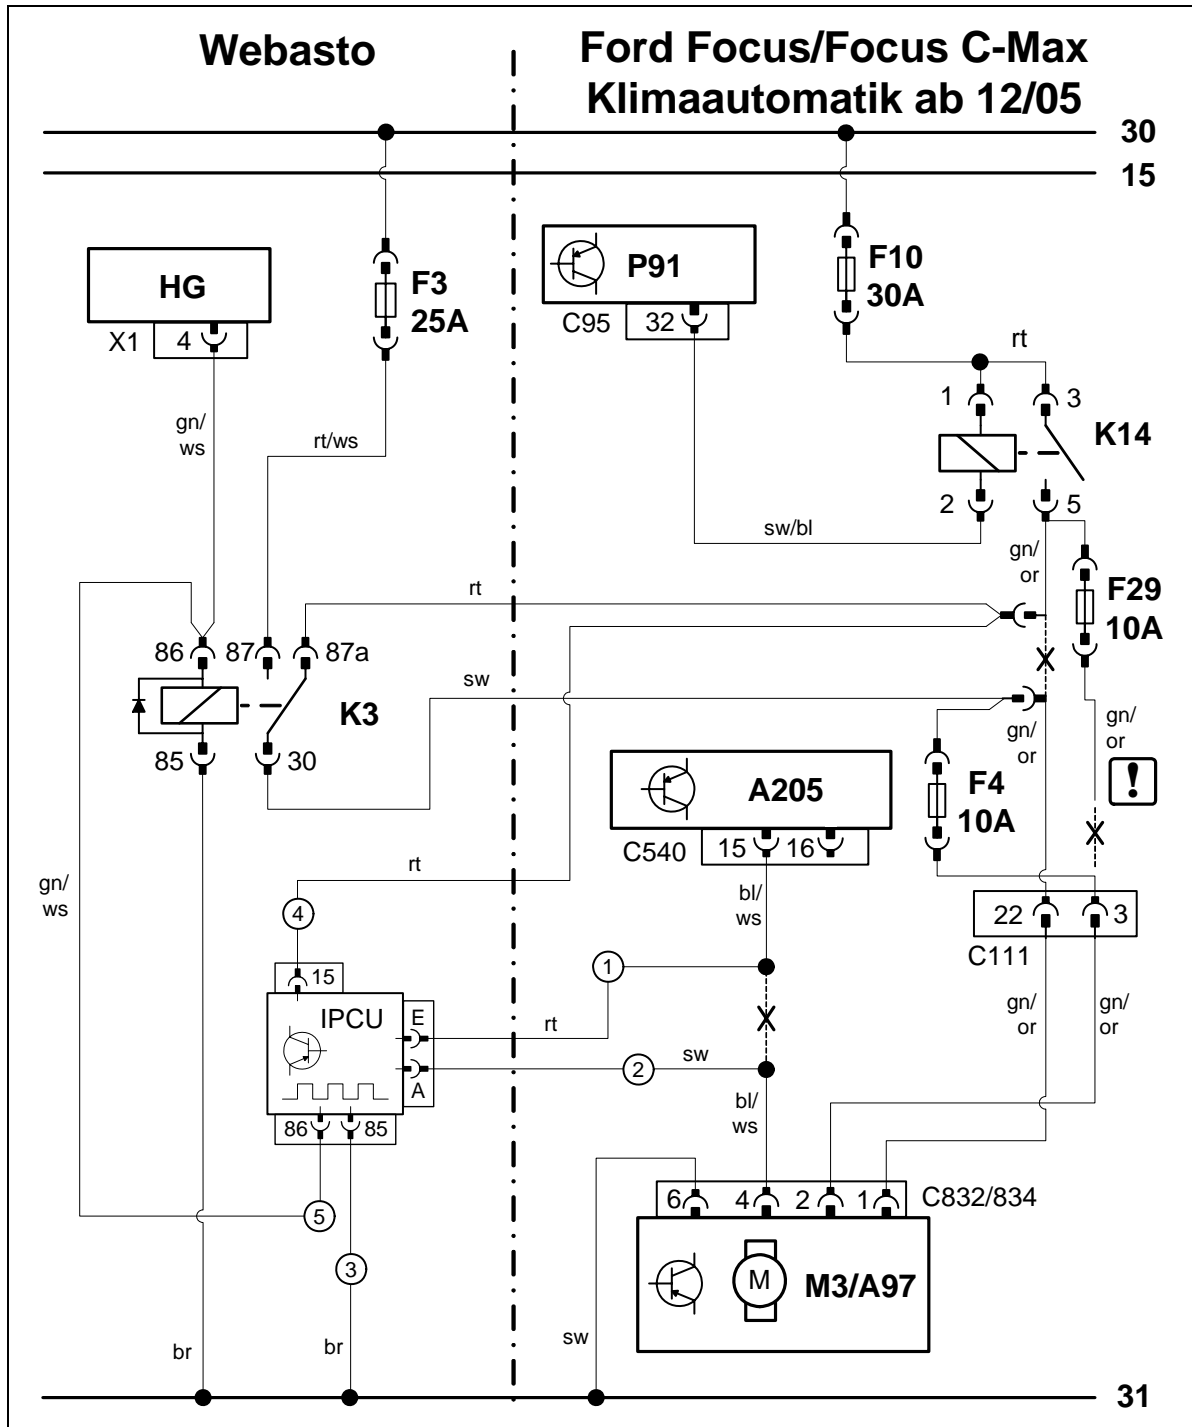 Webasto
Ford Focus/Focus C-Max
Klimaautomatik ab 12/05
30
15
HG
X1
4
F3
25A
P91
C95
32
F10
30A
rt
1
3
K14
2
5
gn/
ws
rt/ws
sw/bl
gn/
or
F29
10A
rt
86
87
87a
sw
K3
85
30
gn/
or
gn/
or
!
A205
F4
10A
C540
15
16
rt
gn/
ws
bl/
ws
4
22
3
C111
15
1
IPCU
E
rt
gn/
or
gn/
or
2
sw
A
86
85
bl/
ws
6
4
2
1
C832/834
5
3
M
M3/A97
br
br
sw
31